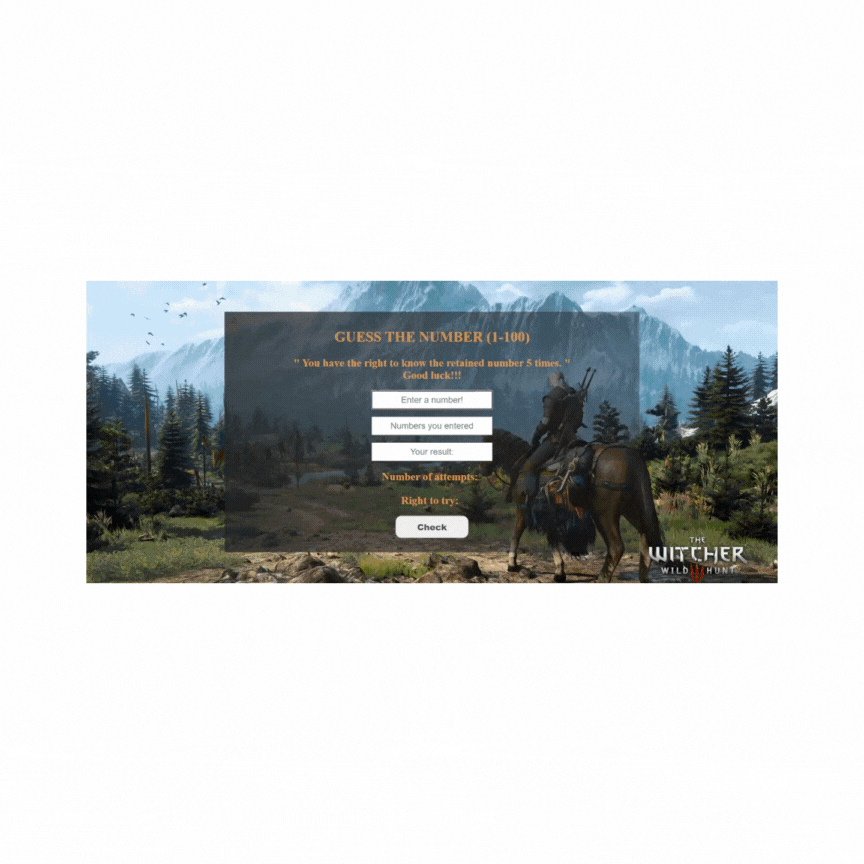 GUESS THE NUMBER (1-100)
" You have the right to know the retained number 5 times. "
Good luck!!!
Enter a number!
Numbers you entered
Your result:
Number of attempts:
Right to try:
Check
THE
WITCHER
WILD HUNT